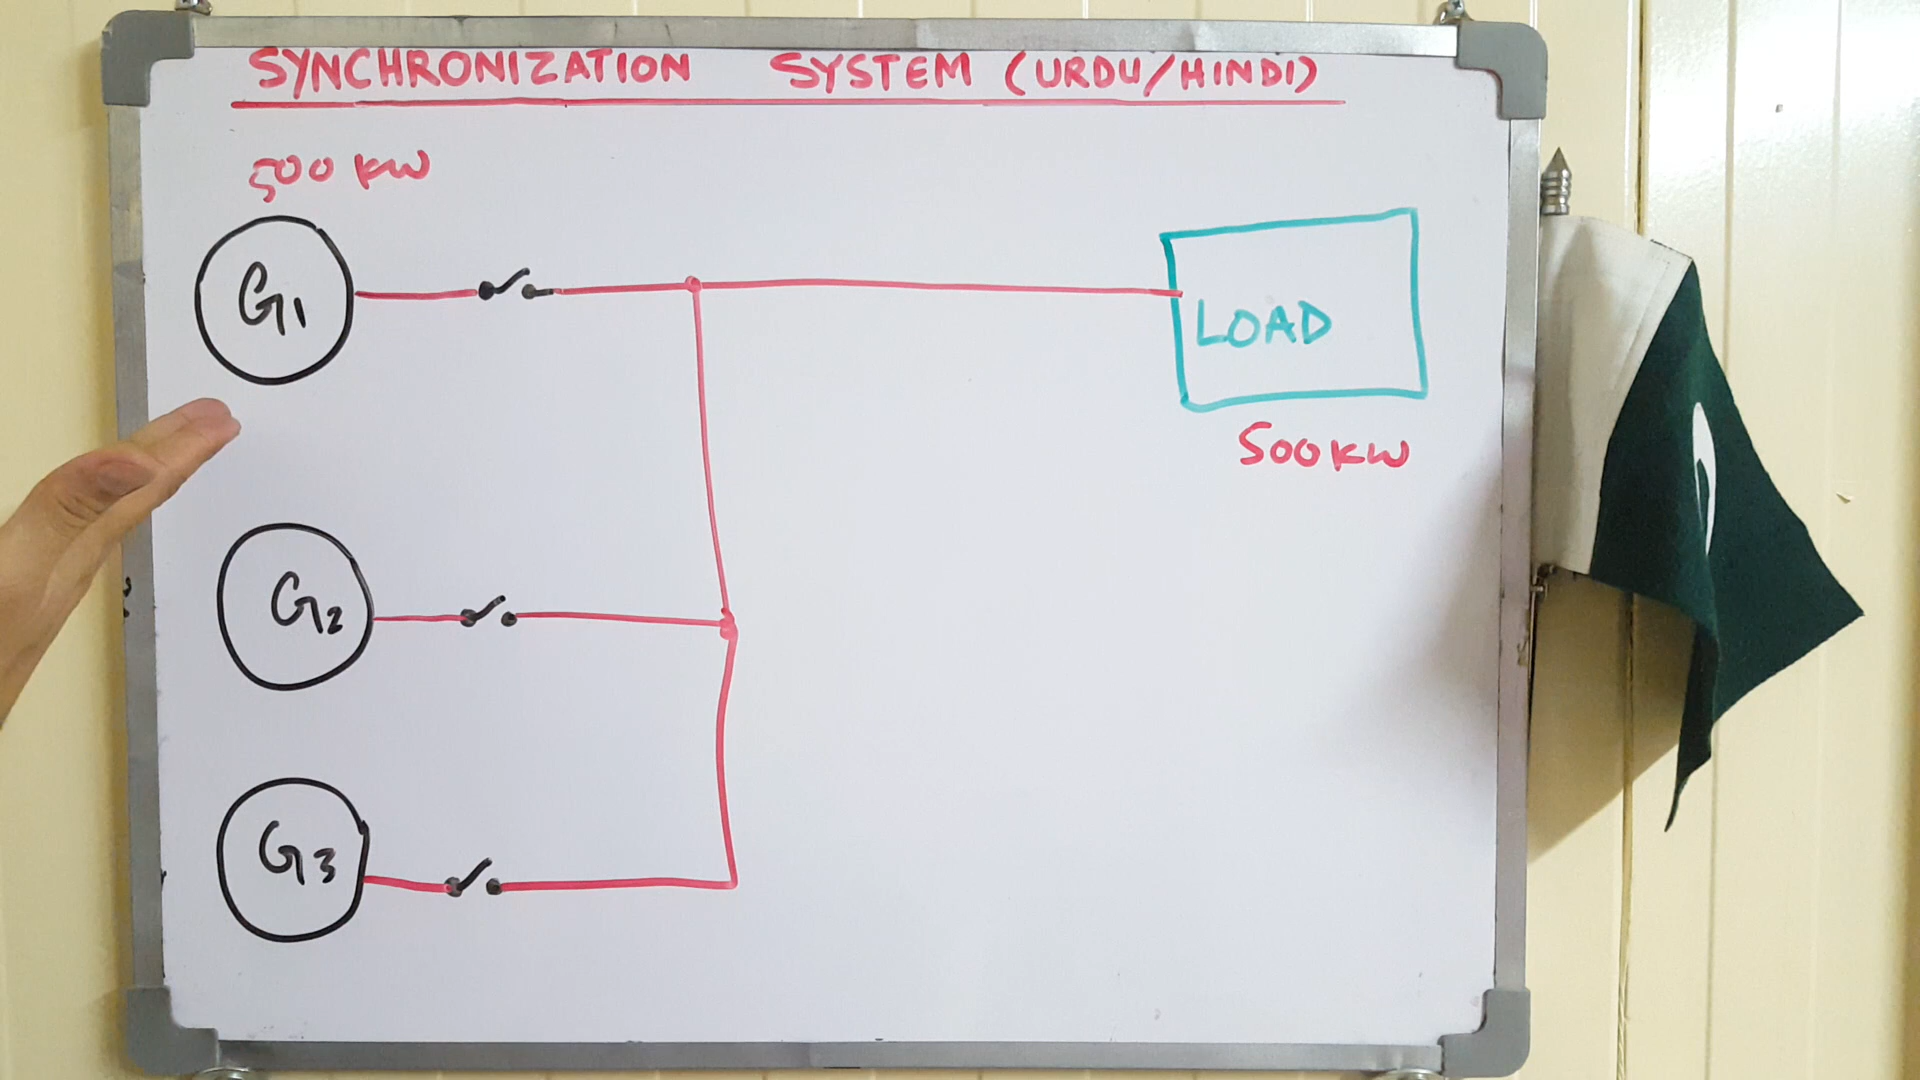 SYNCHRONIZATION SYSTEM (URDU/HINDI)
500 KW
G1
LOAD
500KW
G2
G3